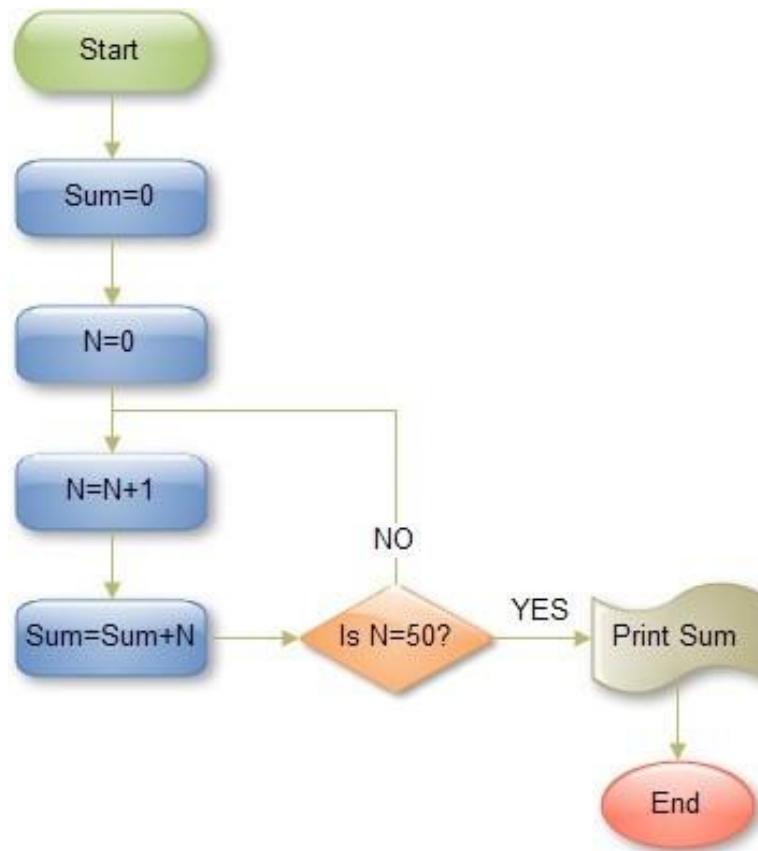 Start
Sum=0
N=0
N=N+1
NO
Sum=Sum+N
Is N=50?
YES
Print Sum
End